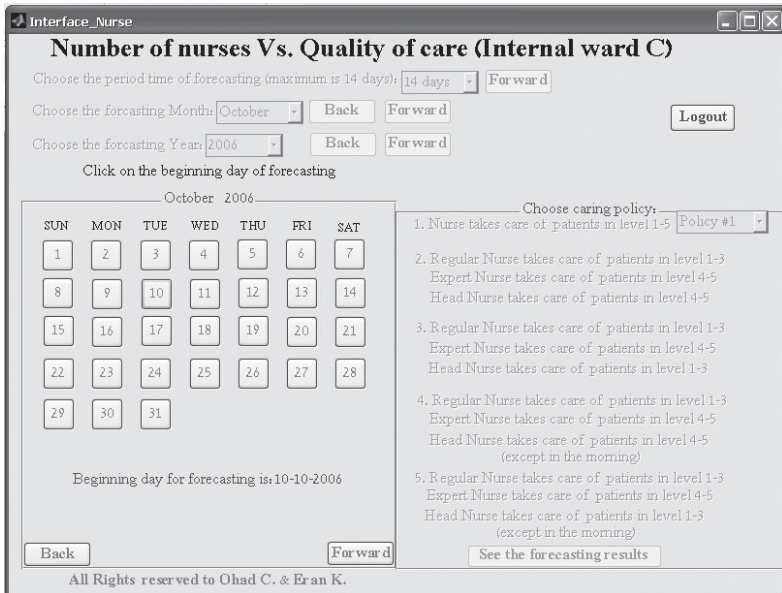 Interface_Nurse
Number of nurses Vs. Quality of care (Internal ward C)
Choose the period time of forecasting (maximum is 14 days): 14 days Forward
Choose the forcasting Month: October Back Forward
Logout
Choose the forcasting Year: 2006 Back Forward
Click on the beginning day of forecasting
October 2006
SUN MON TUE WED THU FRI SAT
1 2 3 4 5 6 7
8 9 10 11 12 13 14
15 16 17 18 19 20 21
22 23 24 25 26 27 28
29 30 31
Beginning day for forecasting is:10-10-2006
Back Forward
Choose caring policy:
1. Nurse takes care of patients in level 1-5 Policy #1
2. Regular Nurse takes care of patients in level 1-3
Expert Nurse takes care of patients in level 4-5
Head Nurse takes care of patients in level 4-5
3. Regular Nurse takes care of patients in level 1-3
Expert Nurse takes care of patients in level 4-5
Head Nurse takes care of patients in level 1-3
4. Regular Nurse takes care of patients in level 1-3
Expert Nurse takes care of patients in level 4-5
Head Nurse takes care of patients in level 4-5
(except in the morning)
5. Regular Nurse takes care of patients in level 1-3
Expert Nurse takes care of patients in level 4-5
Head Nurse takes care of patients in level 1-3
(except in the morning)
See the forecasting results
All Rights reserved to Ohad C. & Eran K.